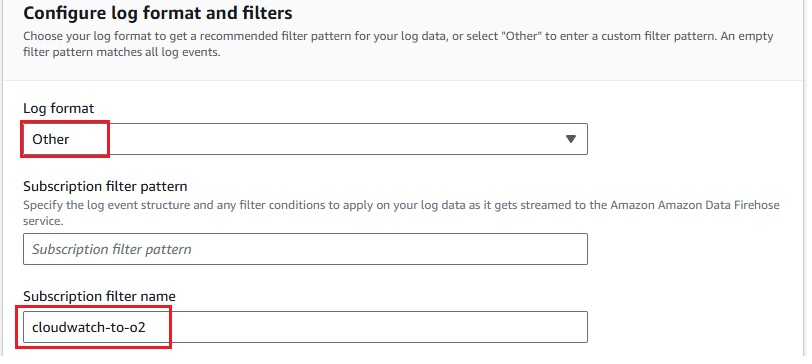 Configure log format and filters
Choose your log format to get a recommended filter pattern for your log data, or select "Other" to enter a custom filter pattern. An empty
filter pattern matches all log events.
Log format
Other
Subscription filter pattern
Specify the log event structure and any filter conditions to apply on your log data as it gets streamed to the Amazon Amazon Data Firehose
service.
Subscription filter pattern
Subscription filter name
cloudwatch-to-o2